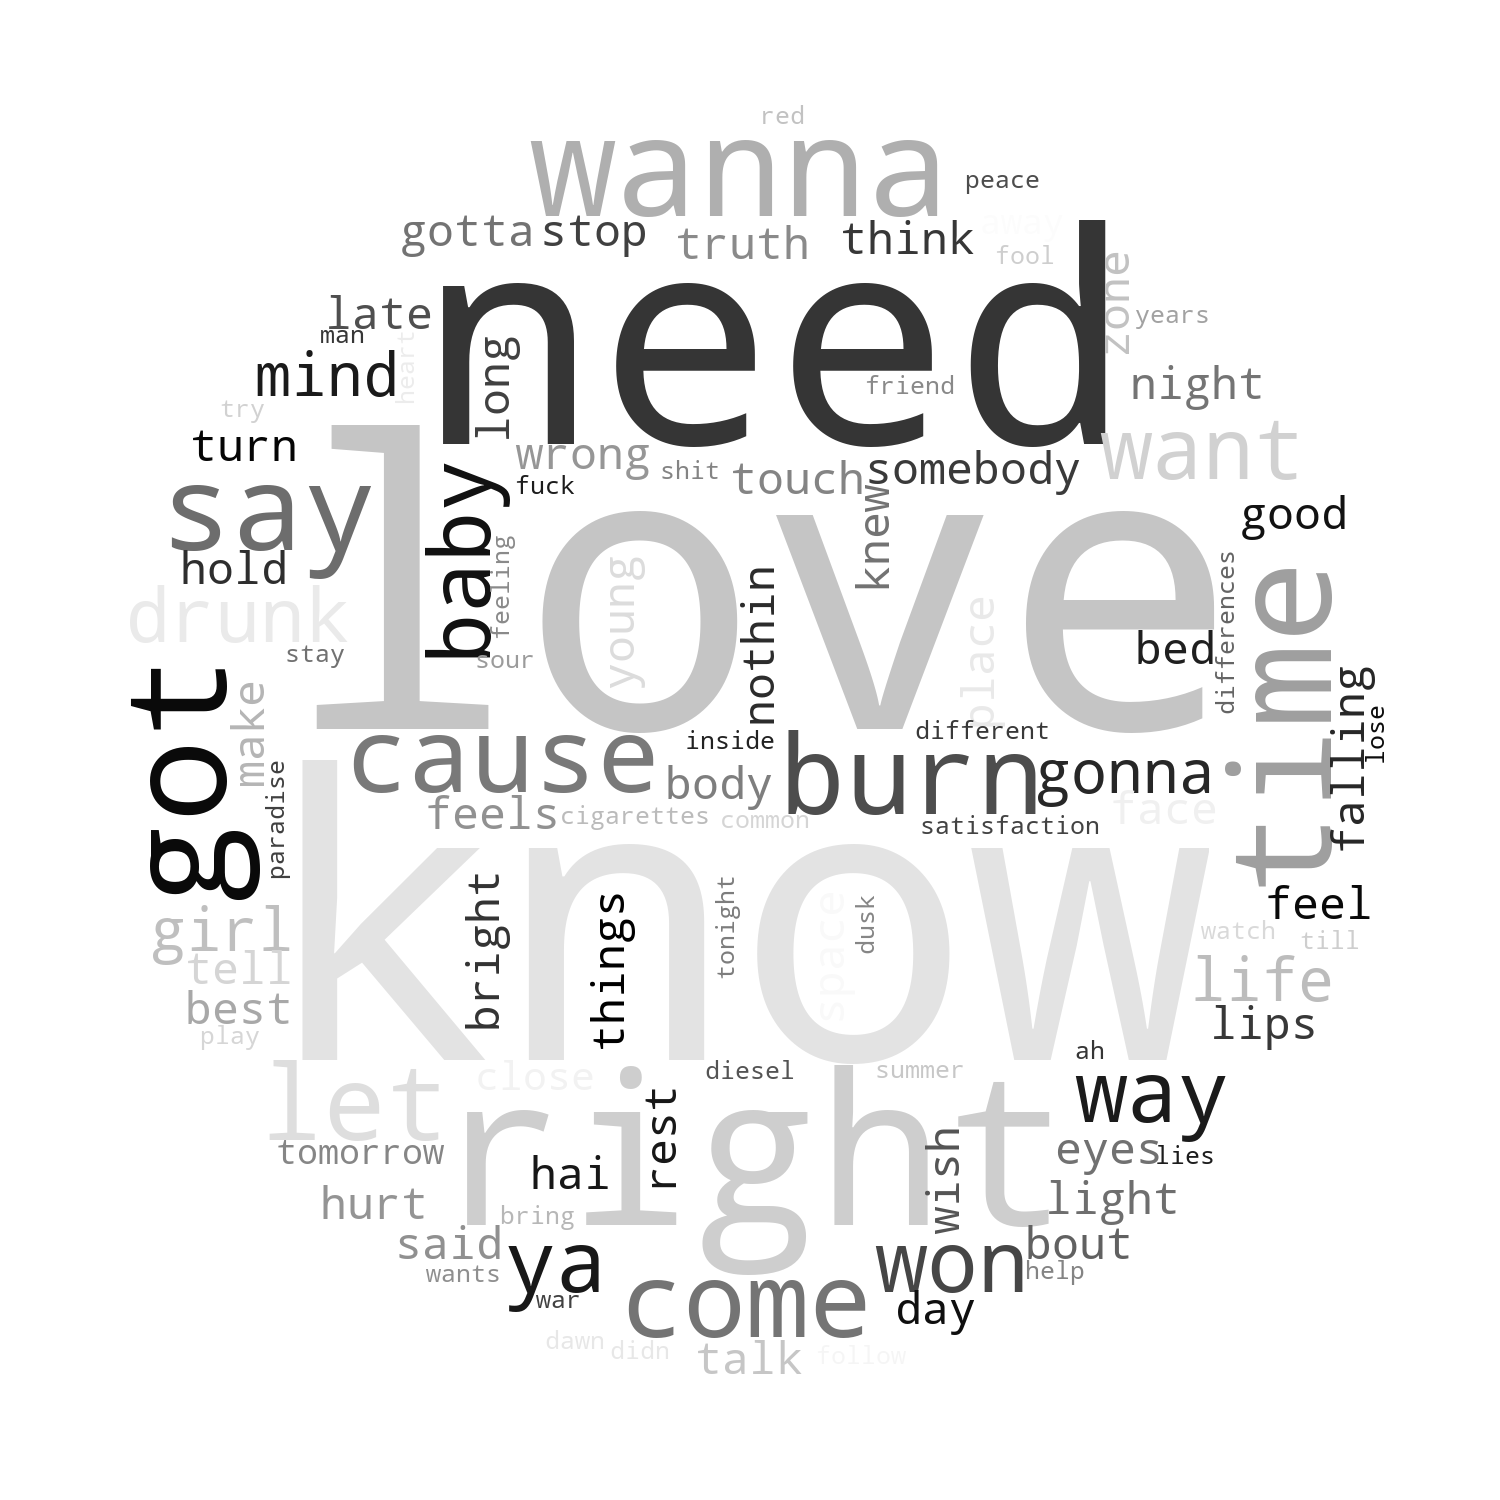 red
wanna
peace
gotta stop truth think away
fool
zone
need
late
years
man
heart
long
mind
friend
night
try
turn
wrong
shit
touch
somebody
want
fuck
say
baby
love
knew
good
hold
feeling
young
nothin
differences
time
drunk
place
bed
stay
sour
got
make
falling
lose
cause
inside
different
burn
gonna
paradise
body
feels
cigarettes
common
satisfaction
face
know
bright
things
tonight
space
dusk
feel
girl
watch
till
tell
life
best
lips
play
ah
let
close
diesel
summer
way
right
rest
tomorrow
wish
eyes
lies
hai
hurt
light
bring
said
ya
won
bout
wants
help
come
war
day
dawn
didn
talk
follow